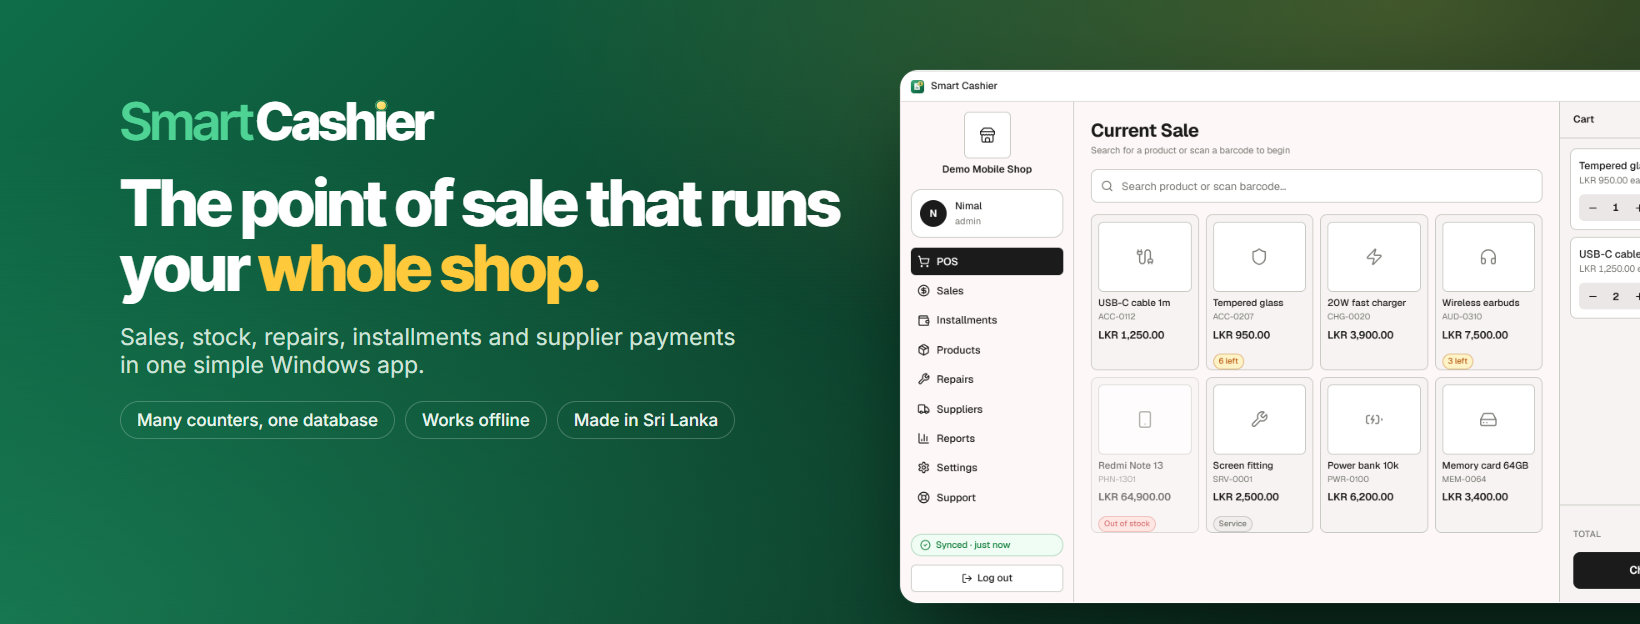 SmartCashier
The point of sale that runs
your whole shop.
Sales, stock, repairs, installments and supplier payments
in one simple Windows app.
Many counters, one database
Works offline
Made in Sri Lanka
Smart Cashier
Demo Mobile Shop
N
Nimal
admin
POS
Sales
Installments
Products
Repairs
Suppliers
Reports
Settings
Support
Synced · just now
Log out
Current Sale
Search for a product or scan a barcode to begin
Search product or scan barcode...
USB-C cable 1m
ACC-0112
LKR 1,250.00
Tempered glass
ACC-0207
LKR 950.00
6 left
20W fast charger
CHG-0020
LKR 3,900.00
Wireless earbuds
AUD-0310
LKR 7,500.00
3 left
Redmi Note 13
PHN-1301
LKR 64,900.00
Out of stock
Screen fitting
SRV-0001
LKR 2,500.00
Service
Power bank 10k
PWR-0100
LKR 6,200.00
Memory card 64GB
MEM-0064
LKR 3,400.00
Cart
Tempered gla
LKR 950.00 ea
− 1 +
USB-C cable
LKR 1,250.00 e
− 2 +
TOTAL
Ch